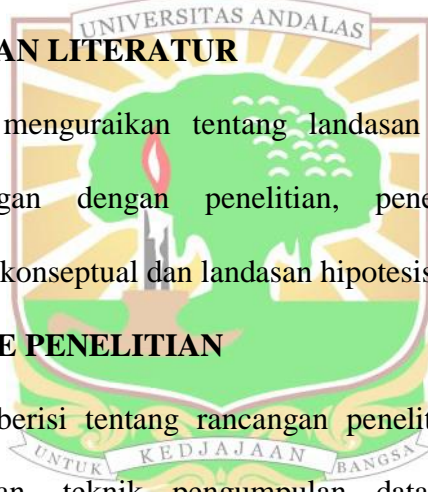 UNIVERSITAS ANDALAS
AN LITERATUR
menguraikan tentang landasan
gan dengan penelitian, pene
konseptual dan landasan hipotesis
E PENELITIAN
berisi tentang rancangan penelit
UNTUK KEDJAJAAN BANGSA
an, teknik pengumpulan data